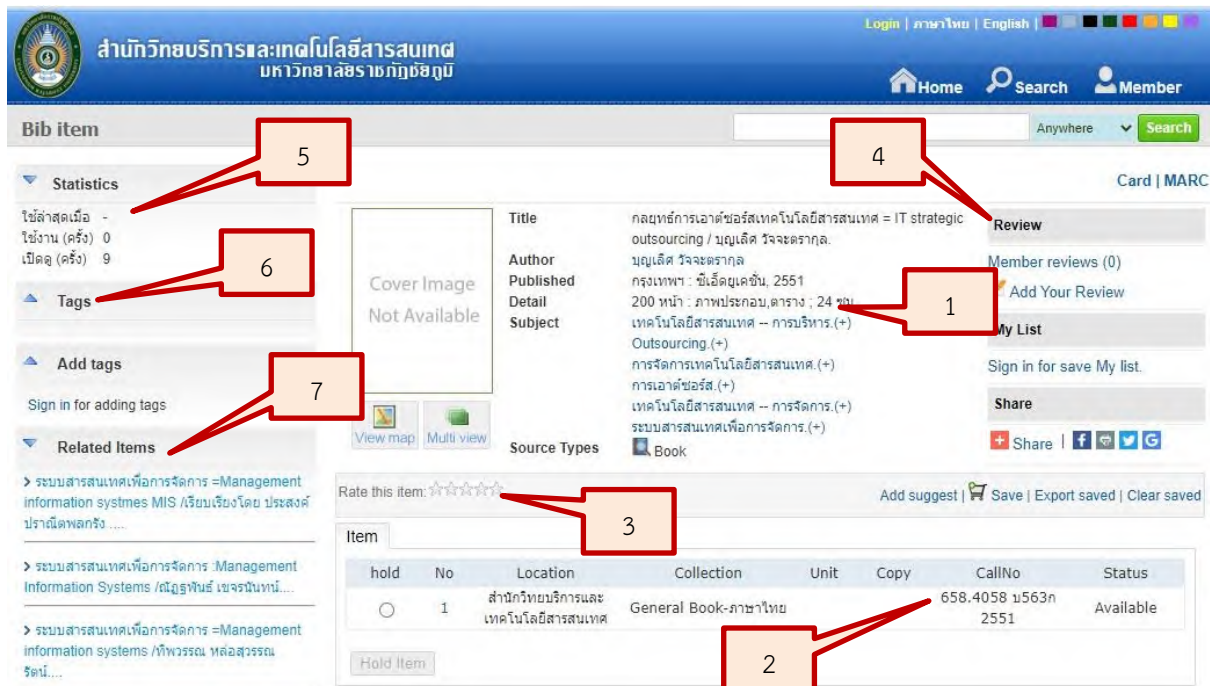 Login | ภาษาไทย | English |
สำนักวิทยบริการและเทคโนโลยีสารสนเทศ
มหาวิทยาลัยราชภัฏชัยภูมิ
Home Search Member
Bib item
Anywhere Search
5
4
Statistics
Card | MARC
ใช้ล่าสุดเมื่อ -
ใช้งาน (ครั้ง) 0
เปิดดู (ครั้ง) 9
6
Tags
Add tags
Sign in for adding tags
7
Related Items
ระบบสารสนเทศเพื่อการจัดการ =Management
information systmes MIS /เรียบเรียงโดย ประสงค์
ปราณีตพลกรัง ....
ระบบสารสนเทศเพื่อการจัดการ :Management
Information Systems /ณัฏฐพันธ์ เขจรนันทน์....
ระบบสารสนเทศเพื่อการจัดการ =Management
information systems /ทิพวรรณ หล่อสุวรรณ
รัตน์....
Cover Image
Not Available
View map Multi view
Title กลยุทธ์การเอาต์ซอร์สเทคโนโลยีสารสนเทศ = IT strategic
outsourcing / บุญเลิศ วัจจะตรากุล.
Author บุญเลิศ วัจจะตรากุล
Published กรุงเทพฯ : ซีเอ็ดยูเคชั่น, 2551
Detail 200 หน้า : ภาพประกอบ,ตาราง ; 24 ซม
Subject เทคโนโลยีสารสนเทศ -- การบริหาร.(+)
Outsourcing.(+)
การจัดการเทคโนโลยีสารสนเทศ.(+)
การเอาต์ซอร์ส.(+)
เทคโนโลยีสารสนเทศ -- การจัดการ.(+)
ระบบสารสนเทศเพื่อการจัดการ.(+)
Source Types Book
1
Review
Member reviews (0)
Add Your Review
My List
Sign in for save My list.
Share
Share |
Rate this item:
3
Add suggest | Save | Export saved | Clear saved
Item
hold No Location Collection Unit Copy CallNo Status
1 สำนักวิทยบริการและ
เทคโนโลยีสารสนเทศ General Book-ภาษาไทย 658.4058 บ563ก
2551 Available
2
Hold Item